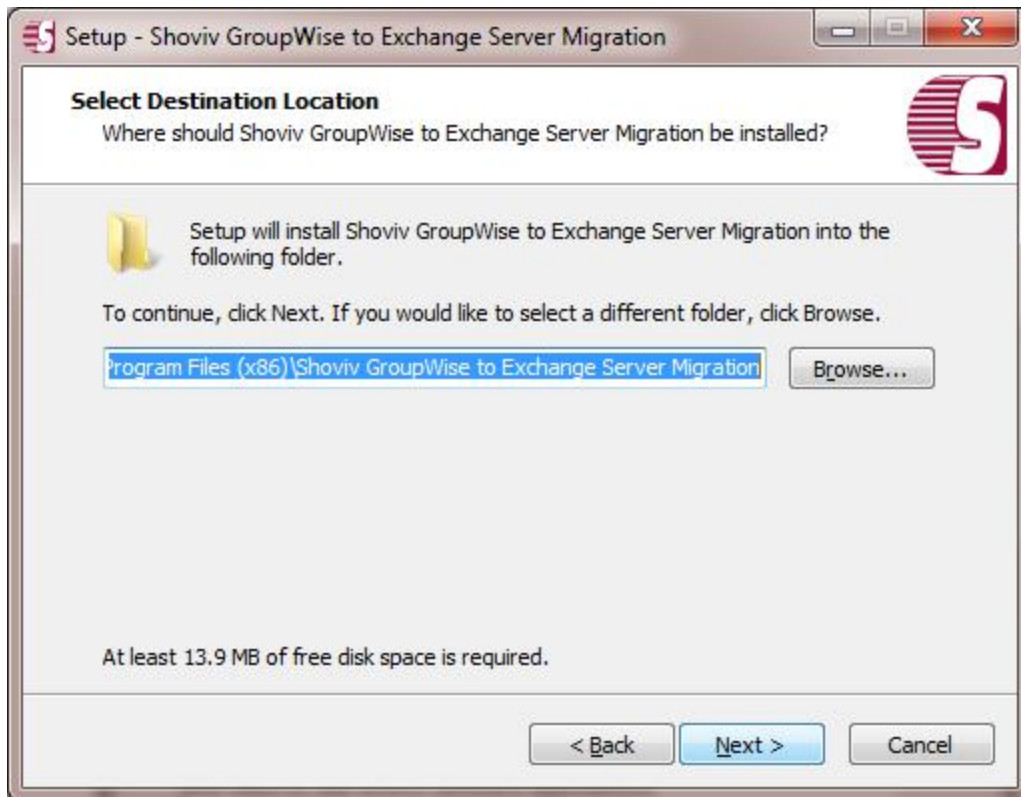 Setup - Shoviv GroupWise to Exchange Server Migration
Select Destination Location
Where should Shoviv GroupWise to Exchange Server Migration be installed?
S
Setup will install Shoviv GroupWise to Exchange Server Migration into the
following folder.
To continue, click Next. If you would like to select a different folder, click Browse.
Program Files (x86)\Shoviv GroupWise to Exchange Server Migration
Browse...
At least 13.9 MB of free disk space is required.
< Back
Next >
Cancel